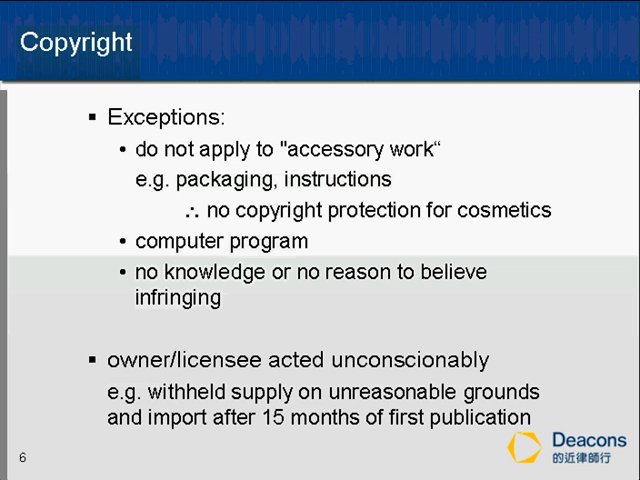 Copyright
▪ Exceptions:
• do not apply to "accessory work“
e.g. packaging, instructions
∴ no copyright protection for cosmetics
• computer program
• no knowledge or no reason to believe
infringing
▪ owner/licensee acted unconscionably
e.g. withheld supply on unreasonable grounds
and import after 15 months of first publication
Deacons
的近律師行
6